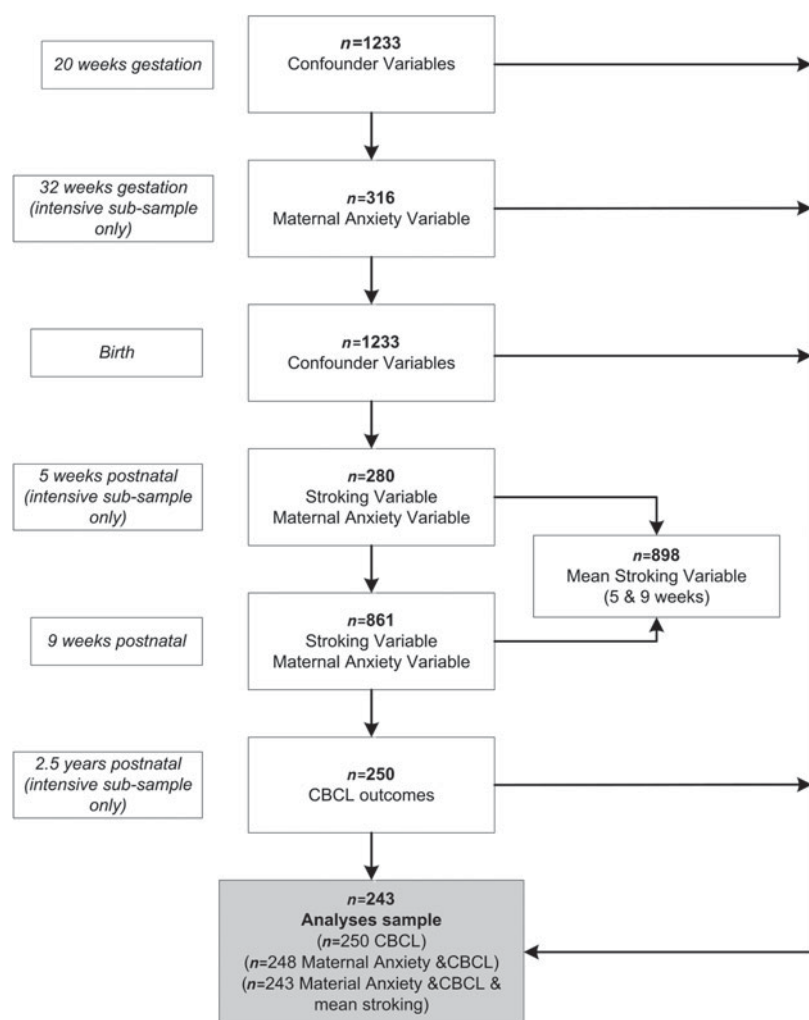 20 weeks gestation
n=1233
Confounder Variables
32 weeks gestation
(intensive sub-sample
only)
n=316
Maternal Anxiety Variable
Birth
n=1233
Confounder Variables
5 weeks postnatal
(intensive sub-sample
only)
n=280
Stroking Variable
Maternal Anxiety Variable
n=898
Mean Stroking Variable
(5 & 9 weeks)
9 weeks postnatal
n=861
Stroking Variable
Maternal Anxiety Variable
2.5 years postnatal
(intensive sub-sample
only)
n=250
CBCL outcomes
n=243
Analyses sample
(n=250 CBCL)
(n=248 Maternal Anxiety &CBCL)
(n=243 Material Anxiety &CBCL &
mean stroking)